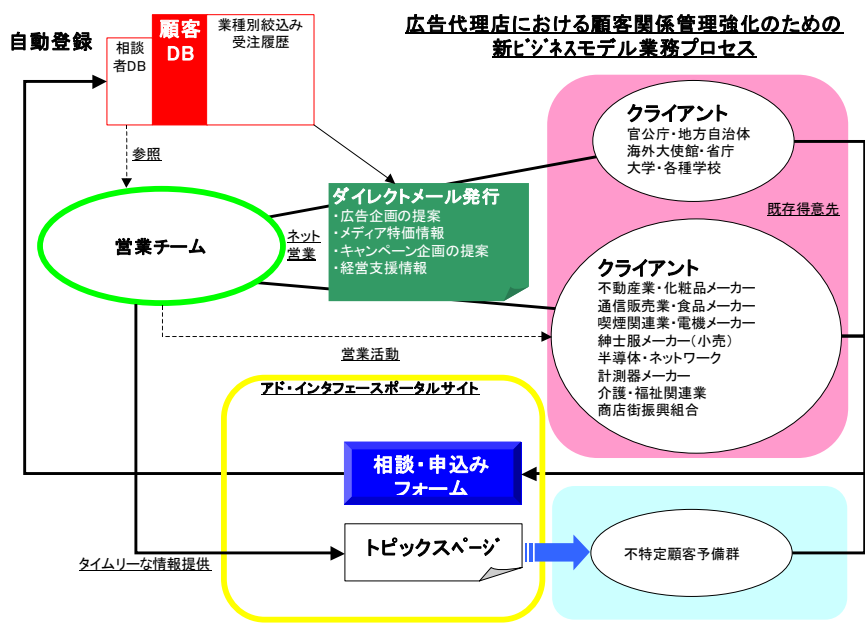 広告代理店における顧客関係管理強化のための
新ビジネスモデル業務プロセス
自動登録
相談
者DB
顧客
DB
業種別絞込み
受注履歴
参照
営業チーム
ネット
営業
ダイレクトメール発行
・広告企画の提案
・メディア特価情報
・キャンペーン企画の提案
・経営支援情報
クライアント
官公庁・地方自治体
海外大使館・省庁
大学・各種学校
既存得意先
クライアント
不動産業・化粧品メーカー
通信販売業・食品メーカー
喫煙関連業・電機メーカー
紳士服メーカー（小売）
半導体・ネットワーク
計測器メーカー
介護・福祉関連業
商店街振興組合
営業活動
アド・インタフェースポータルサイト
相談・申込み
フォーム
トピックスページ
タイムリーな情報提供
不特定顧客予備群